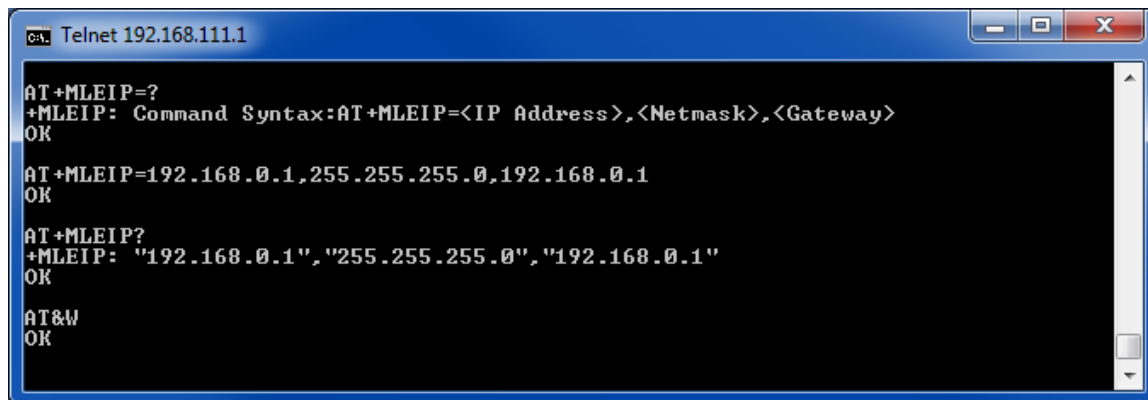 Telnet 192.168.111.1
AT+MLEIP=?
+MLEIP: Command Syntax:AT+MLEIP=<IP Address>,<Netmask>,<Gateway>
OK
AT+MLEIP=192.168.0.1,255.255.255.0,192.168.0.1
OK
AT+MLEIP?
+MLEIP: "192.168.0.1","255.255.255.0","192.168.0.1"
OK
AT&W
OK